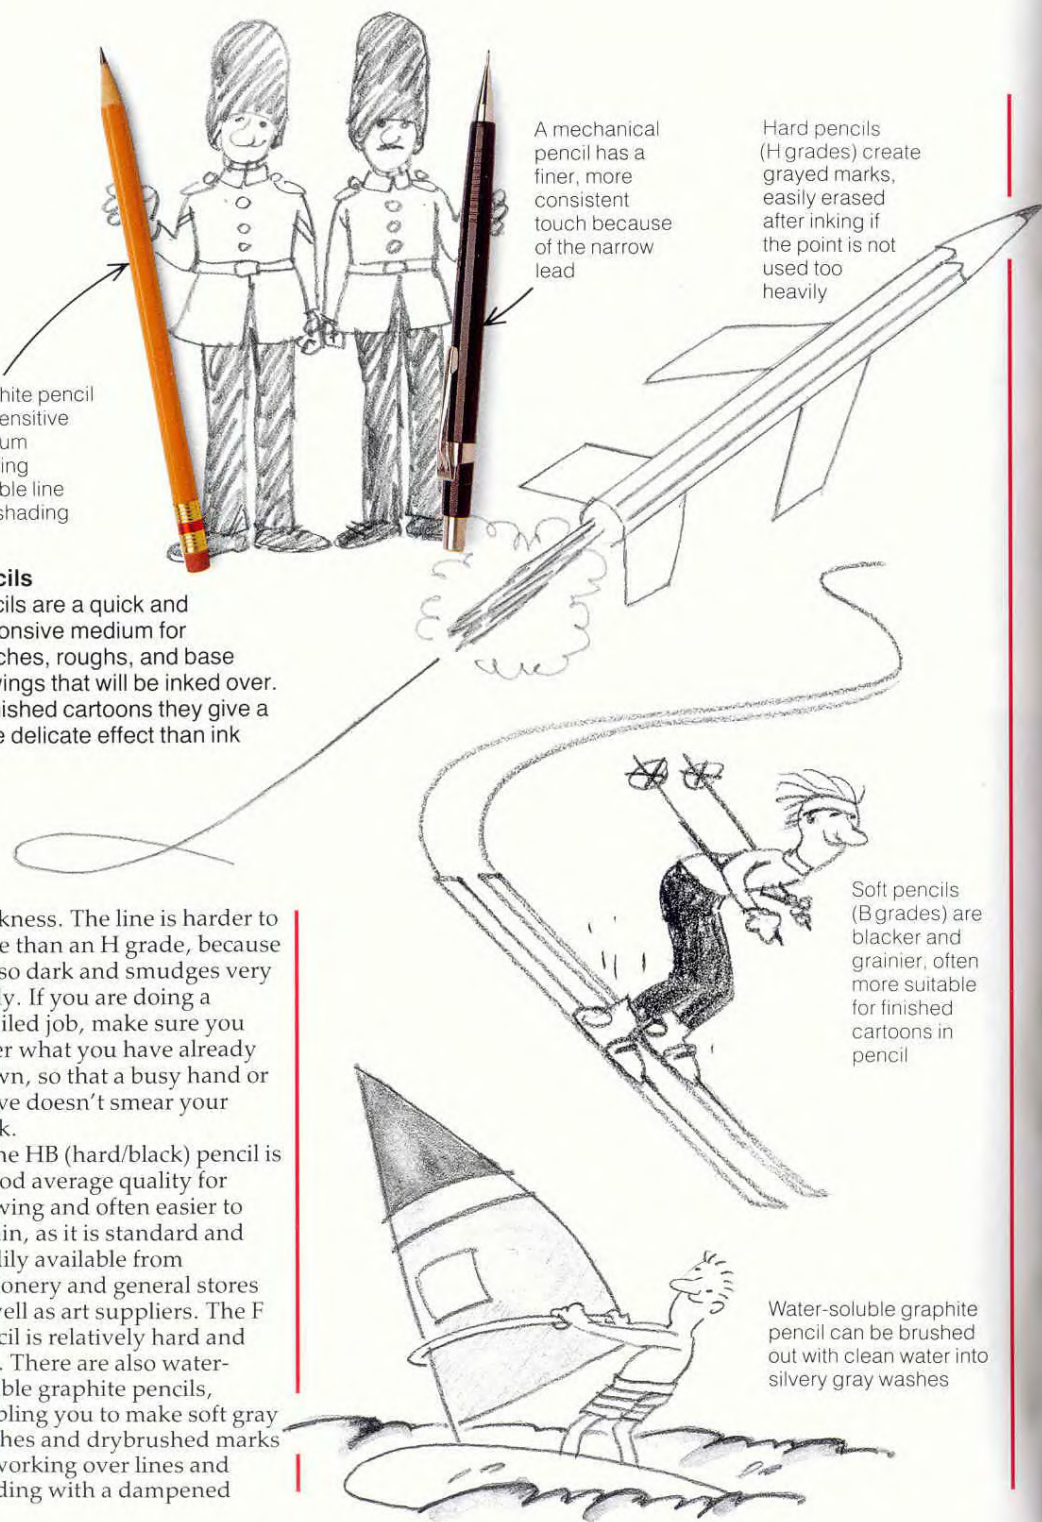 A mechanical
pencil has a
finer, more
consistent
touch because
of the narrow
lead
Hard pencils
(H grades) create
grayed marks,
easily erased
after inking if
the point is not
used too
heavily
hite pencil
ensitive
um
ing
ble line
shading
cils
cils are a quick and
onsive medium for
ches, roughs, and base
wings that will be inked over.
nished cartoons they give a
e delicate effect than ink
kness. The line is harder to
e than an H grade, because
so dark and smudges very
ly. If you are doing a
iled job, make sure you
er what you have already
wn, so that a busy hand or
ve doesn't smear your
k.
ne HB (hard/black) pencil is
od average quality for
wing and often easier to
in, as it is standard and
lily available from
onery and general stores
vell as art suppliers. The F
cil is relatively hard and
. There are also water-
ble graphite pencils,
bling you to make soft gray
hes and drybrushed marks
working over lines and
ding with a dampened
Soft pencils
(B grades) are
blacker and
grainier, often
more suitable
for finished
cartoons in
pencil
Water-soluble graphite
pencil can be brushed
out with clean water into
silvery gray washes